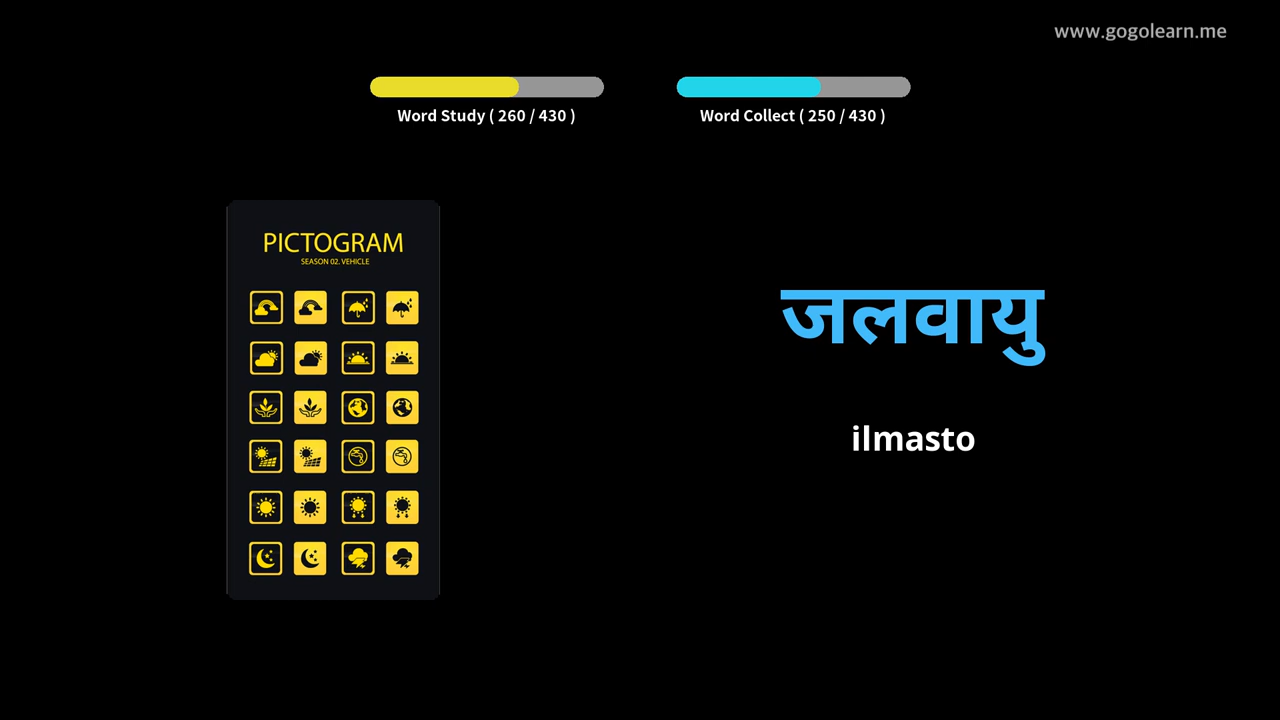 www.gogolearn.me
Word Study ( 260 / 430 )
Word Collect ( 250 / 430 )
PICTOGRAM
SEASON 02. VEHICLE
जलवायु
ilmasto